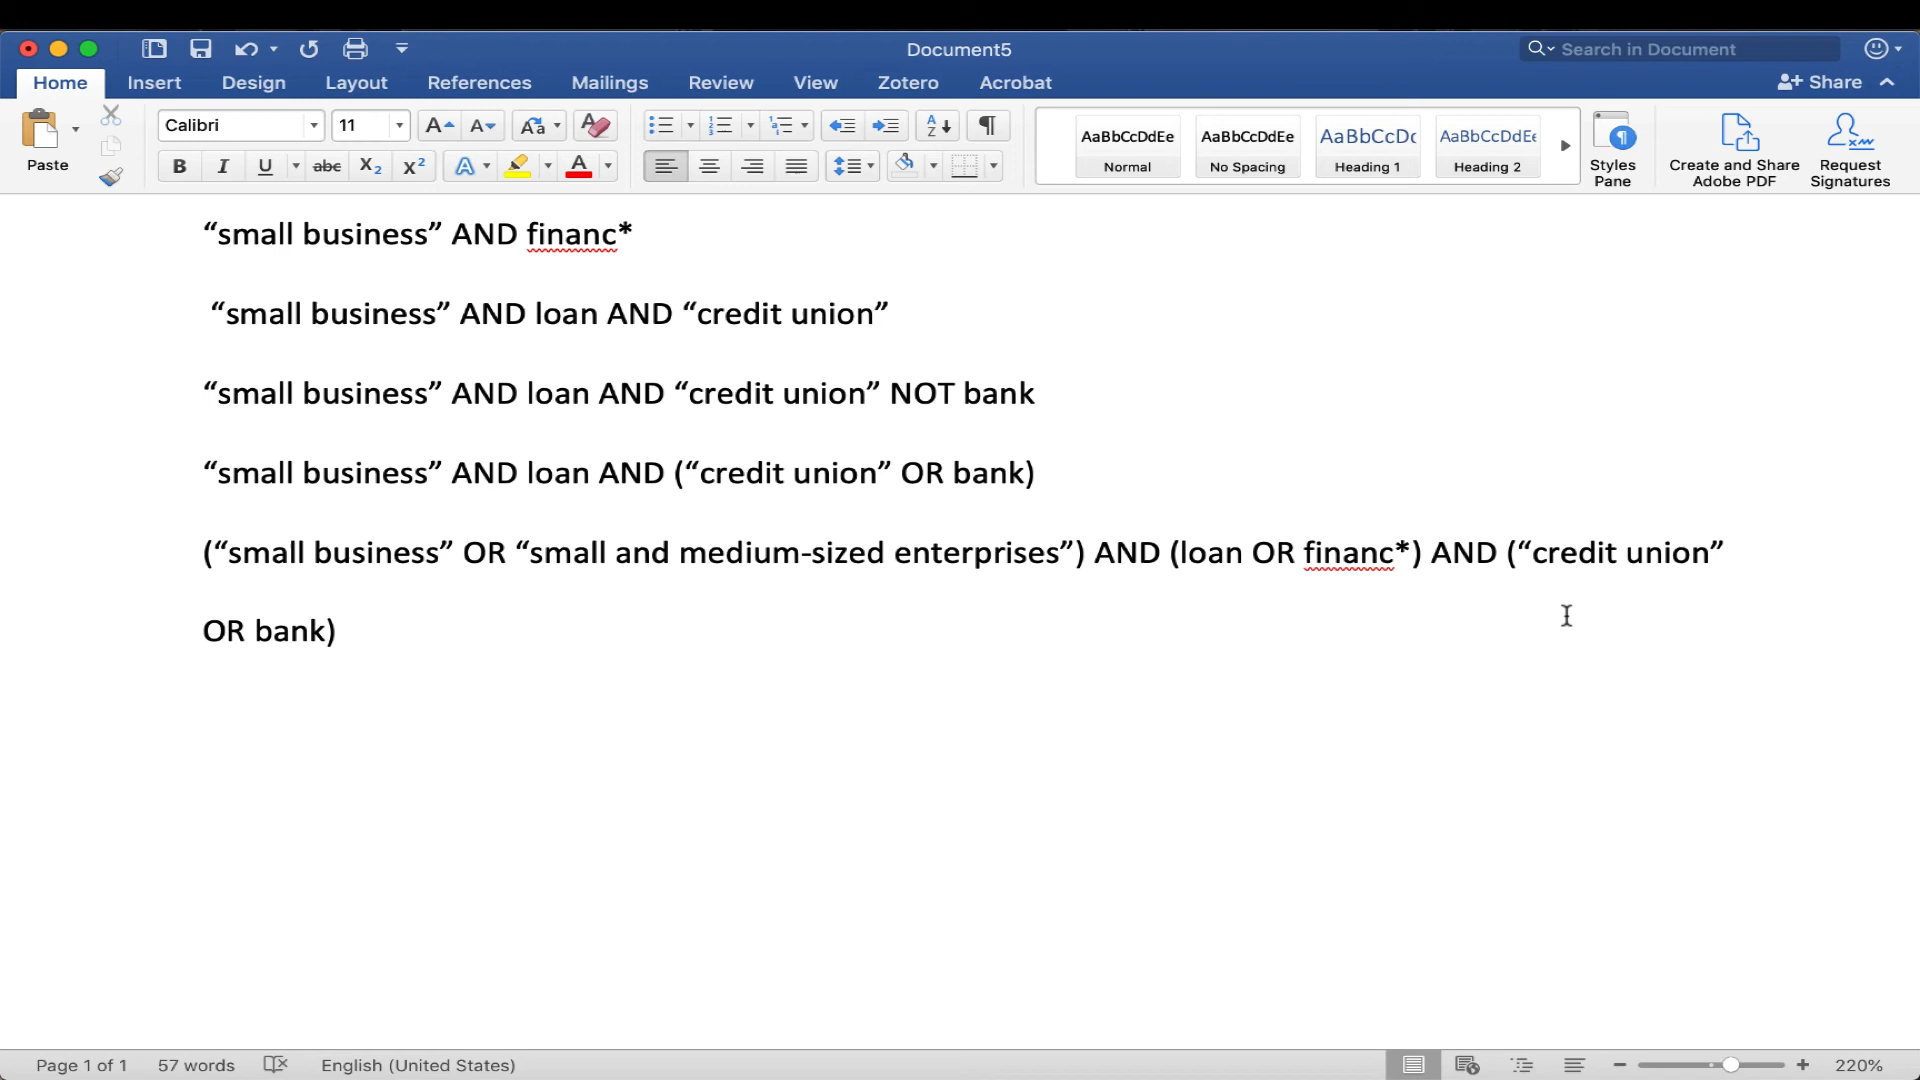 Document5
Search in Document
Home Insert Design Layout References Mailings Review View Zotero Acrobat
Share
Paste
Calibri 11
B I U abc X₂ X²
AaBbCcDdEe AaBbCcDdEe AaBbCcDc AaBbCcDdEe
Normal No Spacing Heading 1 Heading 2
Styles Pane
Create and Share Adobe PDF
Request Signatures
“small business” AND financ*
“small business” AND loan AND “credit union”
“small business” AND loan AND “credit union” NOT bank
“small business” AND loan AND (“credit union” OR bank)
(“small business” OR “small and medium-sized enterprises”) AND (loan OR financ*) AND (“credit union”
OR bank)
Page 1 of 1 57 words English (United States) 220%